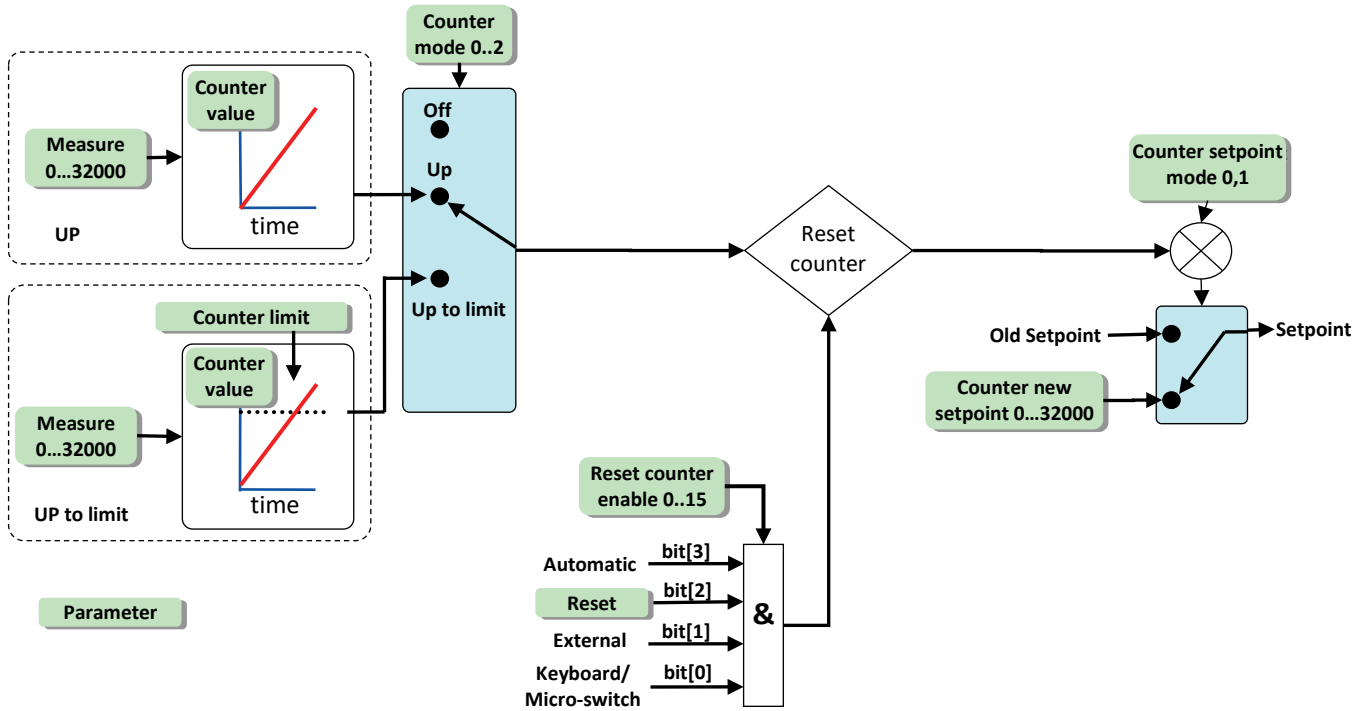 Counter
mode 0..2
Counter
value
Measure
0...32000
time
UP
Off
Up
Up to limit
Counter limit
Counter
value
Measure
0...32000
time
UP to limit
Parameter
Reset
counter
Counter setpoint
mode 0,1
Old Setpoint
Setpoint
Counter new
setpoint 0...32000
Reset counter
enable 0..15
Automatic
bit[3]
Reset
bit[2]
External
bit[1]
Keyboard/
Micro-switch
bit[0]
&